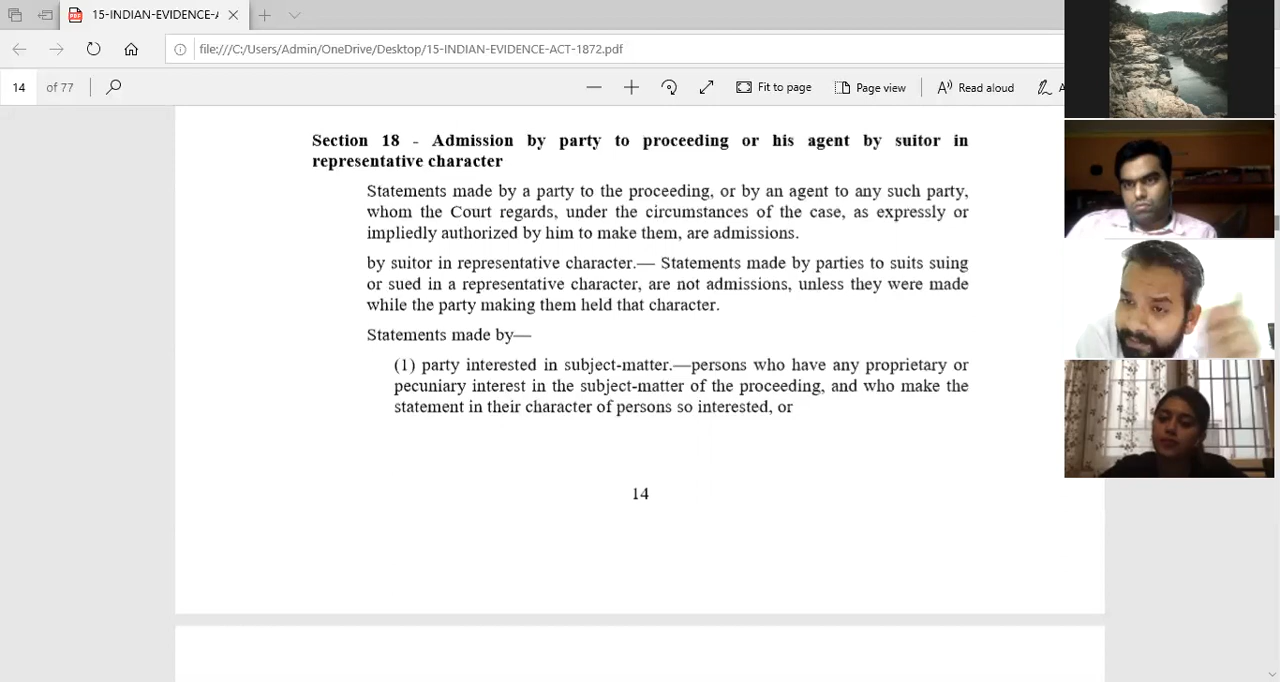 15-INDIAN-EVIDENCE-A
file:///C:/Users/Admin/OneDrive/Desktop/15-INDIAN-EVIDENCE-ACT-1872.pdf
14 of 77 Fit to page Page view Read aloud
Section 18 - Admission by party to proceeding or his agent by suitor in
representative character
Statements made by a party to the proceeding, or by an agent to any such party,
whom the Court regards, under the circumstances of the case, as expressly or
impliedly authorized by him to make them, are admissions.
by suitor in representative character.— Statements made by parties to suits suing
or sued in a representative character, are not admissions, unless they were made
while the party making them held that character.
Statements made by—
(1) party interested in subject-matter.—persons who have any proprietary or
pecuniary interest in the subject-matter of the proceeding, and who make the
statement in their character of persons so interested, or
14